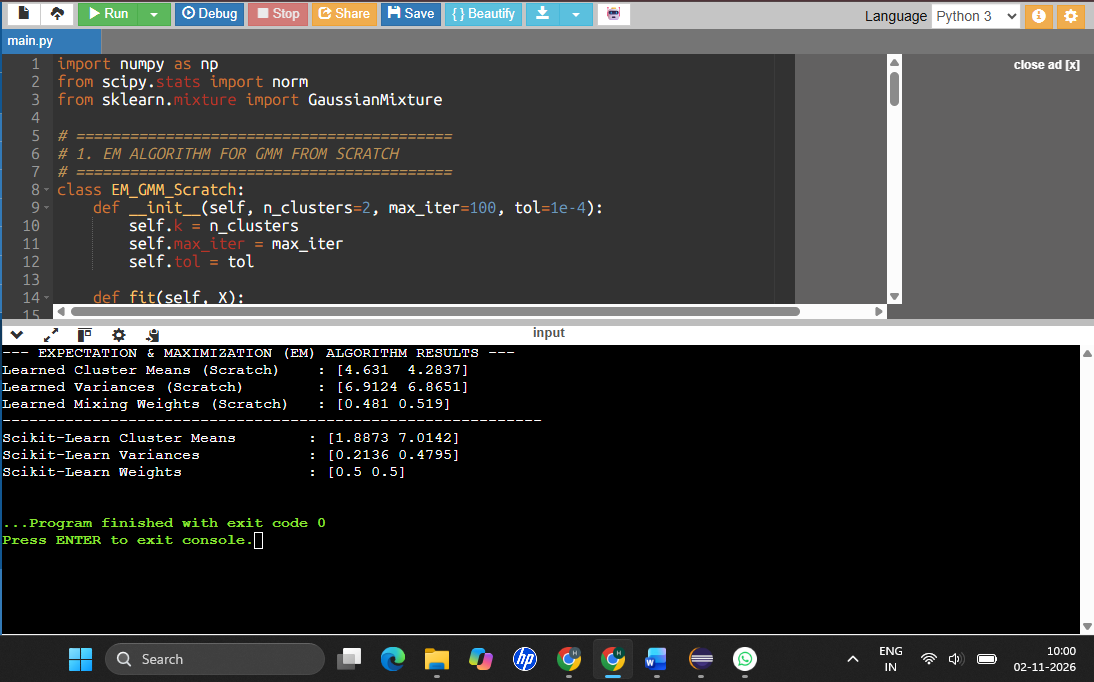 Run Debug Stop Share Save { } Beautify Language Python 3
main.py close ad [x]
1 import numpy as np
2 from scipy.stats import norm
3 from sklearn.mixture import GaussianMixture
4
5 # ==========================================
6 # 1. EM ALGORITHM FOR GMM FROM SCRATCH
7 # ==========================================
8 class EM_GMM_Scratch:
9 def __init__(self, n_clusters=2, max_iter=100, tol=1e-4):
10 self.k = n_clusters
11 self.max_iter = max_iter
12 self.tol = tol
13
14 def fit(self, X):
15
input
--- EXPECTATION & MAXIMIZATION (EM) ALGORITHM RESULTS ---
Learned Cluster Means (Scratch)    : [4.631  4.2837]
Learned Variances (Scratch)        : [6.9124 6.8651]
Learned Mixing Weights (Scratch)   : [0.481 0.519]
------------------------------------------------------------
Scikit-Learn Cluster Means        : [1.8873 7.0142]
Scikit-Learn Variances            : [0.2136 0.4795]
Scikit-Learn Weights              : [0.5 0.5]
...Program finished with exit code 0
Press ENTER to exit console.
Search hp W ENG 10:00
IN 02-11-2026